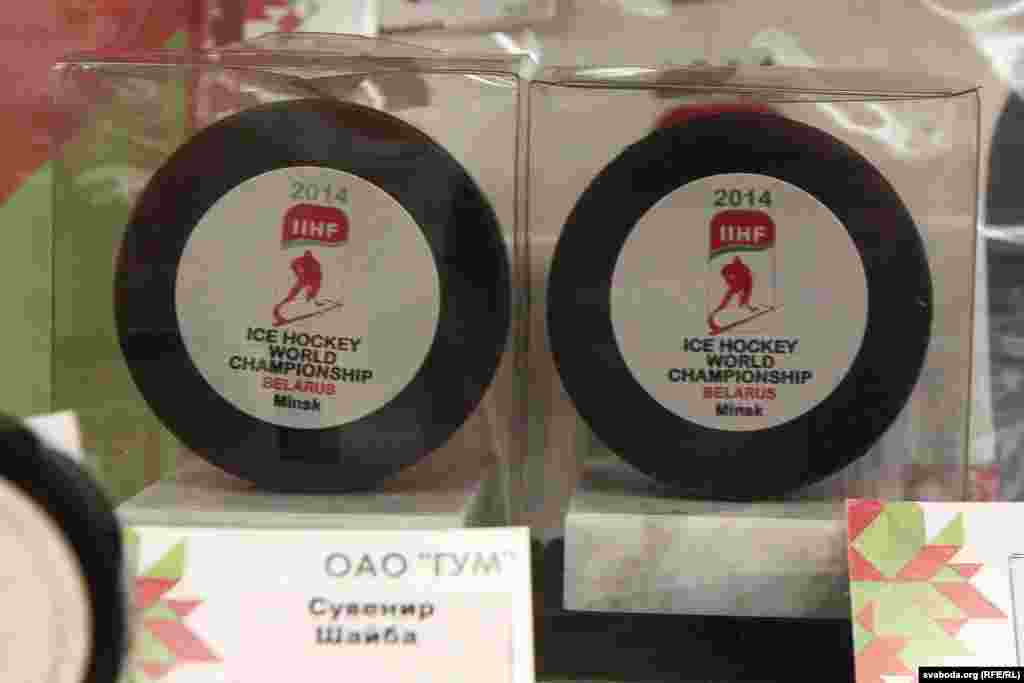 2014
IIHF
ICE HOCKEY
WORLD
CHAMPIONSHIP
BELARUS
Minsk
2014
IIHF
ICE HOCKEY
WORLD
CHAMPIONSHIP
BELARUS
Minsk
ОАО "ГУМ"
Сувенир
Шайба
svaboda.org (RFE/RL)